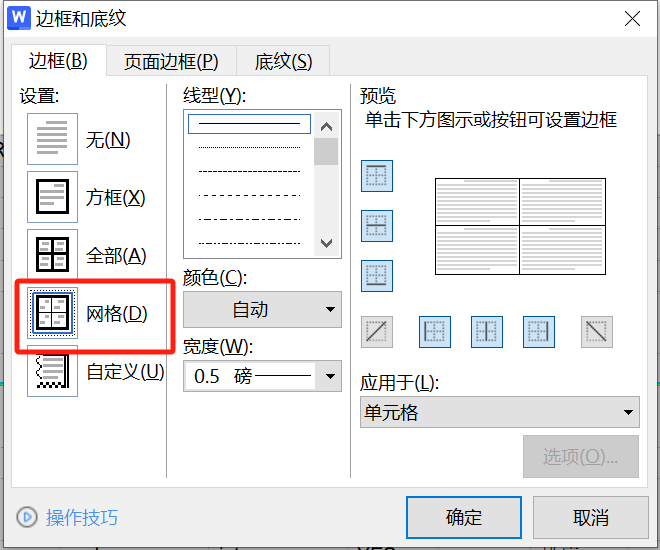 W 边框和底纹
边框(B) 页面边框(P) 底纹(S)
设置:
无(N)
方框(X)
全部(A)
网格(D)
自定义(U)
线型(Y):
颜色(C):
自动
宽度(W):
0.5 磅
预览
单击下方图示或按钮可设置边框
应用于(L):
单元格
选项(O)...
操作技巧
确定
取消